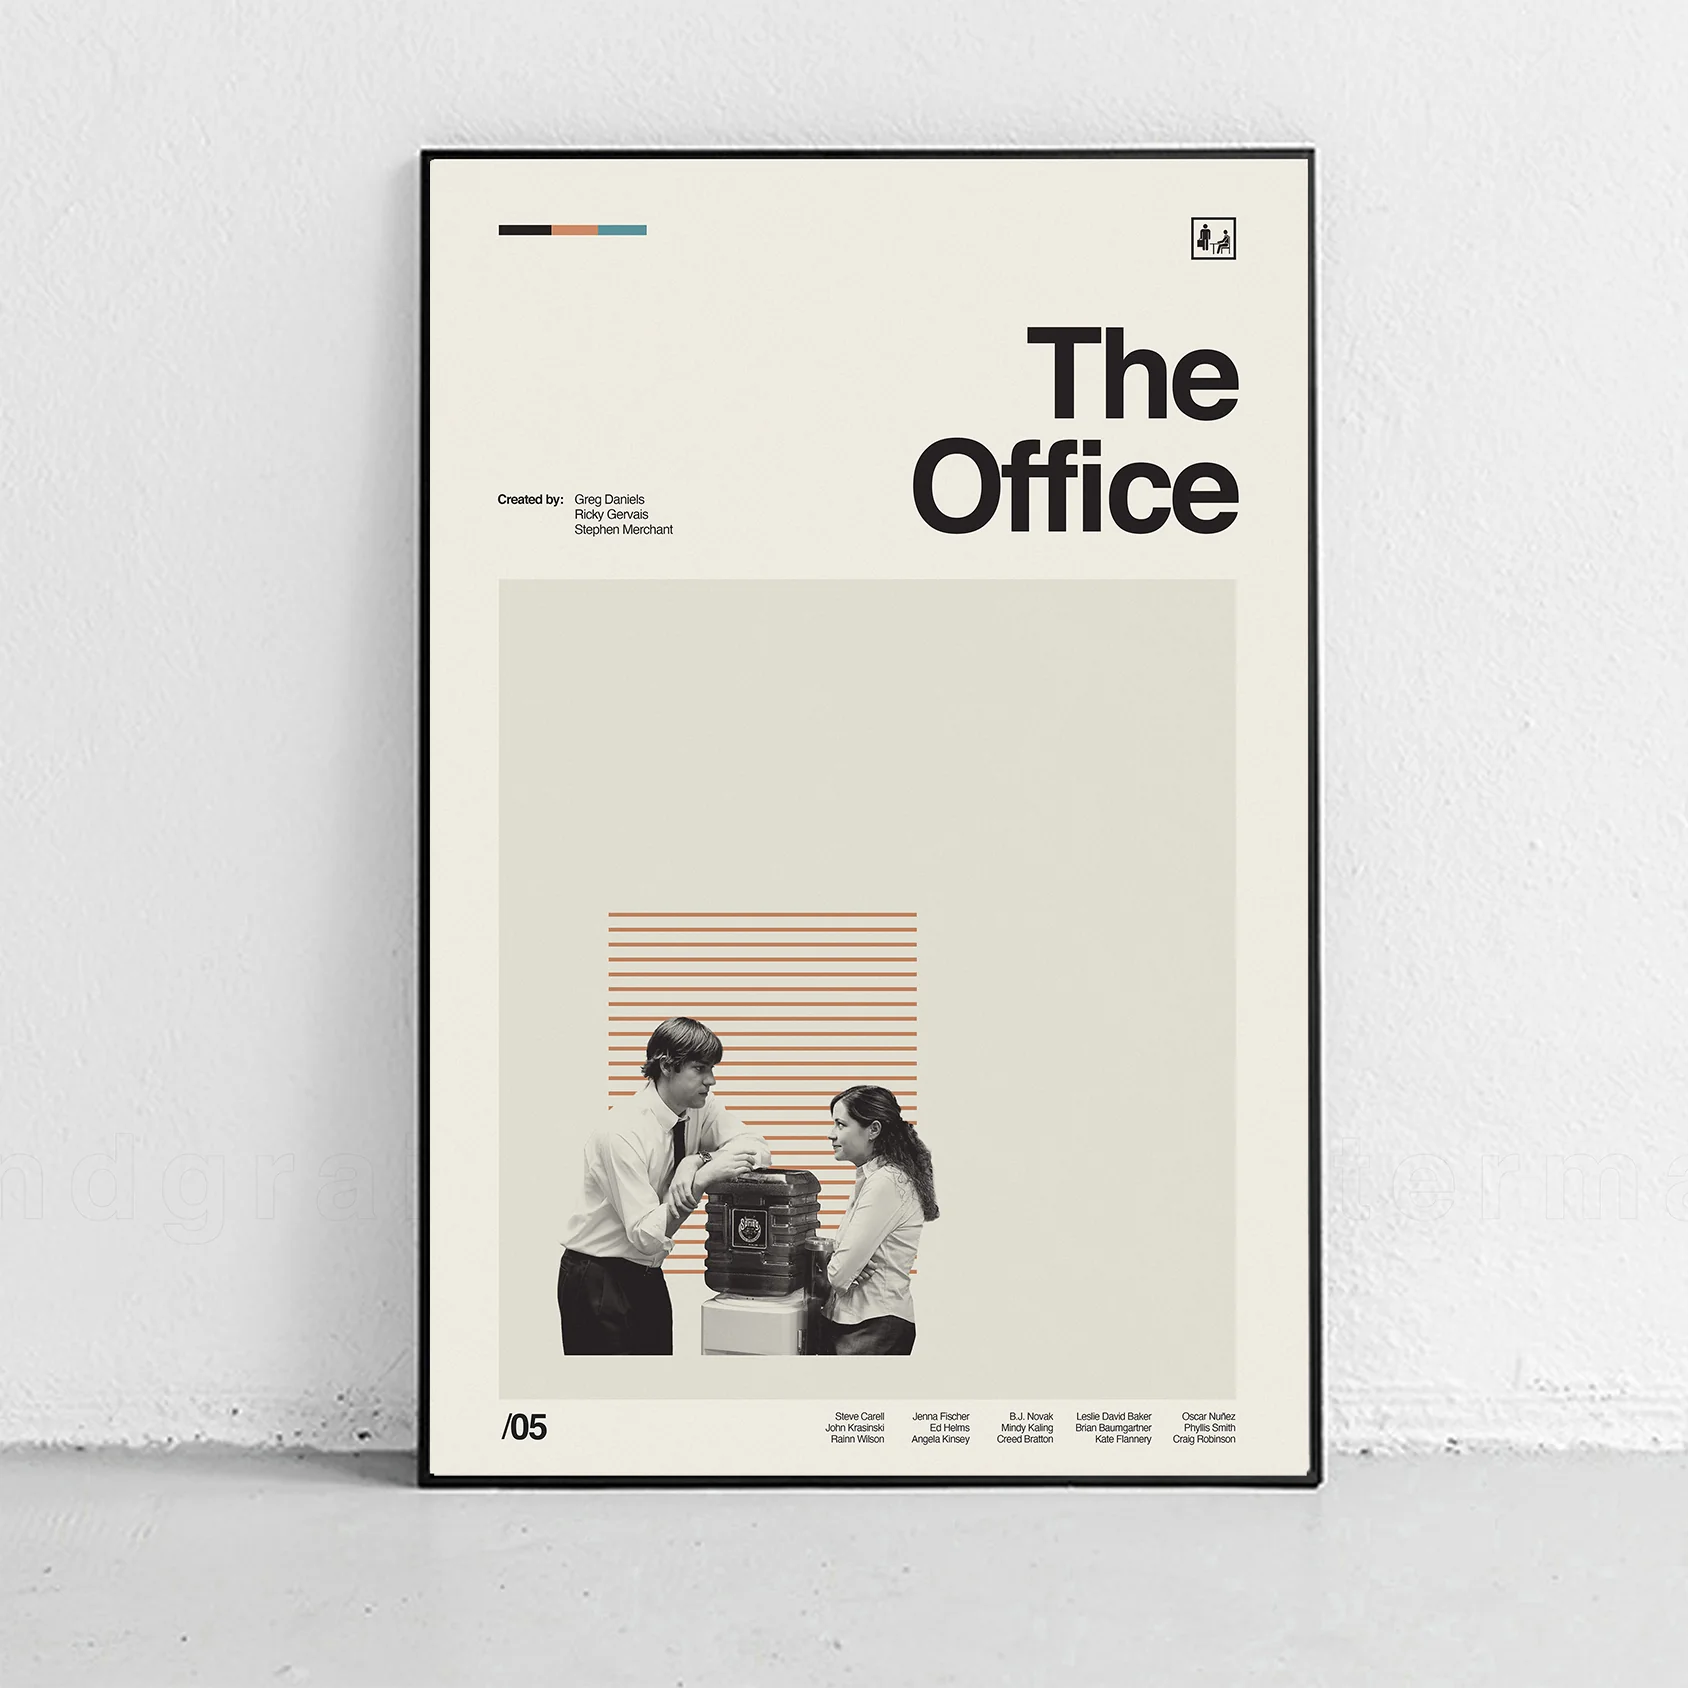 The
Office
Created by: Greg Daniels
Ricky Gervais
Stephen Merchant
/05
Steve Carell
John Krasinski
Rainn Wilson
Jenna Fischer
Ed Helms
Angela Kinsey
B.J. Novak
Mindy Kaling
Creed Bratton
Leslie David Baker
Brian Baumgartner
Kate Flannery
Oscar Nuñez
Phyllis Smith
Craig Robinson